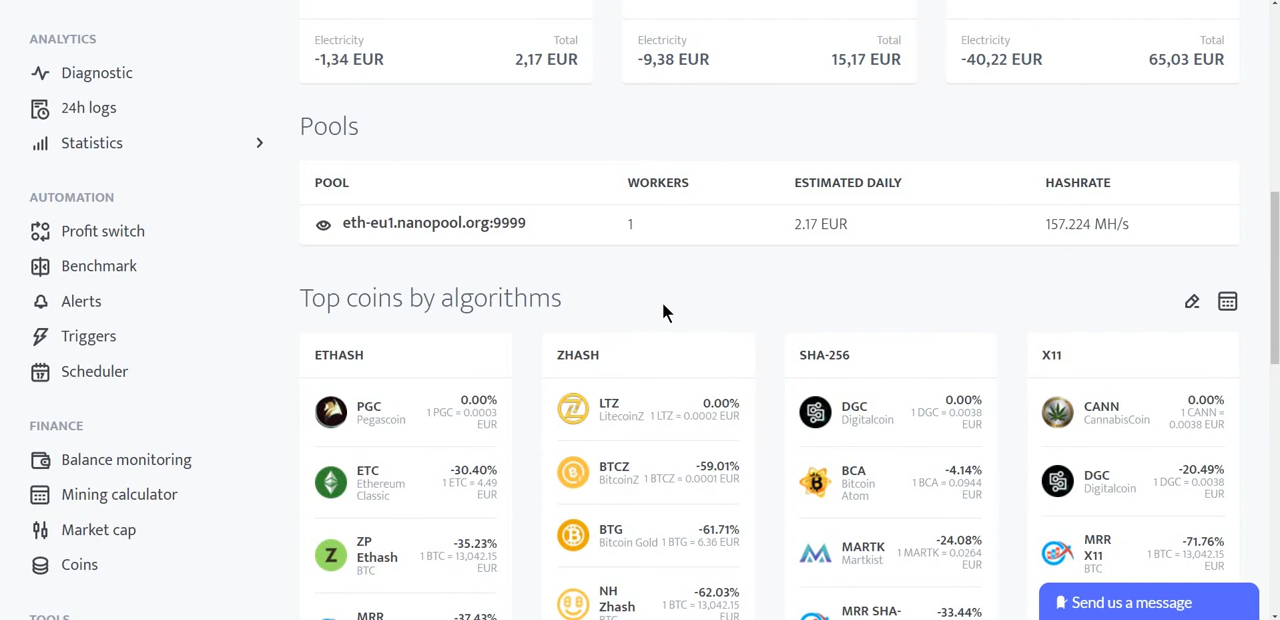 ANALYTICS
Diagnostic
24h logs
Statistics
AUTOMATION
Profit switch
Benchmark
Alerts
Triggers
Scheduler
FINANCE
Balance monitoring
Mining calculator
Market cap
Coins
TOOLS
Electricity Total
-1,34 EUR 2,17 EUR
Electricity Total
-9,38 EUR 15,17 EUR
Electricity Total
-40,22 EUR 65,03 EUR
Pools
POOL WORKERS ESTIMATED DAILY HASHRATE
eth-eu1.nanopool.org:9999 1 2.17 EUR 157.224 MH/s
Top coins by algorithms
ETHASH
PGC 0.00%
Pegascoin 1 PGC = 0.0003
EUR
ETC -30.40%
Ethereum 1 ETC = 4.49
Classic EUR
ZP -35.23%
Ethash 1 BTC = 13,042.15
BTC EUR
MRR -37.43%
ZHASH
LTZ 0.00%
LitecoinZ 1 LTZ = 0.0002 EUR
BTCZ -59.01%
BitcoinZ 1 BTCZ = 0.0001 EUR
BTG -61.71%
Bitcoin Gold 1 BTG = 6.36 EUR
NH -62.03%
Zhash 1 BTC = 13,042.15
BTC EUR
SHA-256
DGC 0.00%
Digitalcoin 1 DGC = 0.0038
EUR
BCA -4.14%
Bitcoin 1 BCA = 0.0944
Atom EUR
MARTK -24.08%
Martkist 1 MARTK = 0.0264
EUR
MRR SHA- -33.44%
X11
CANN 0.00%
CannabisCoin 1 CANN =
0.0038 EUR
DGC -20.49%
Digitalcoin 1 DGC = 0.0038
EUR
MRR -71.76%
X11 1 BTC = 13,042.15
BTC EUR
Send us a message